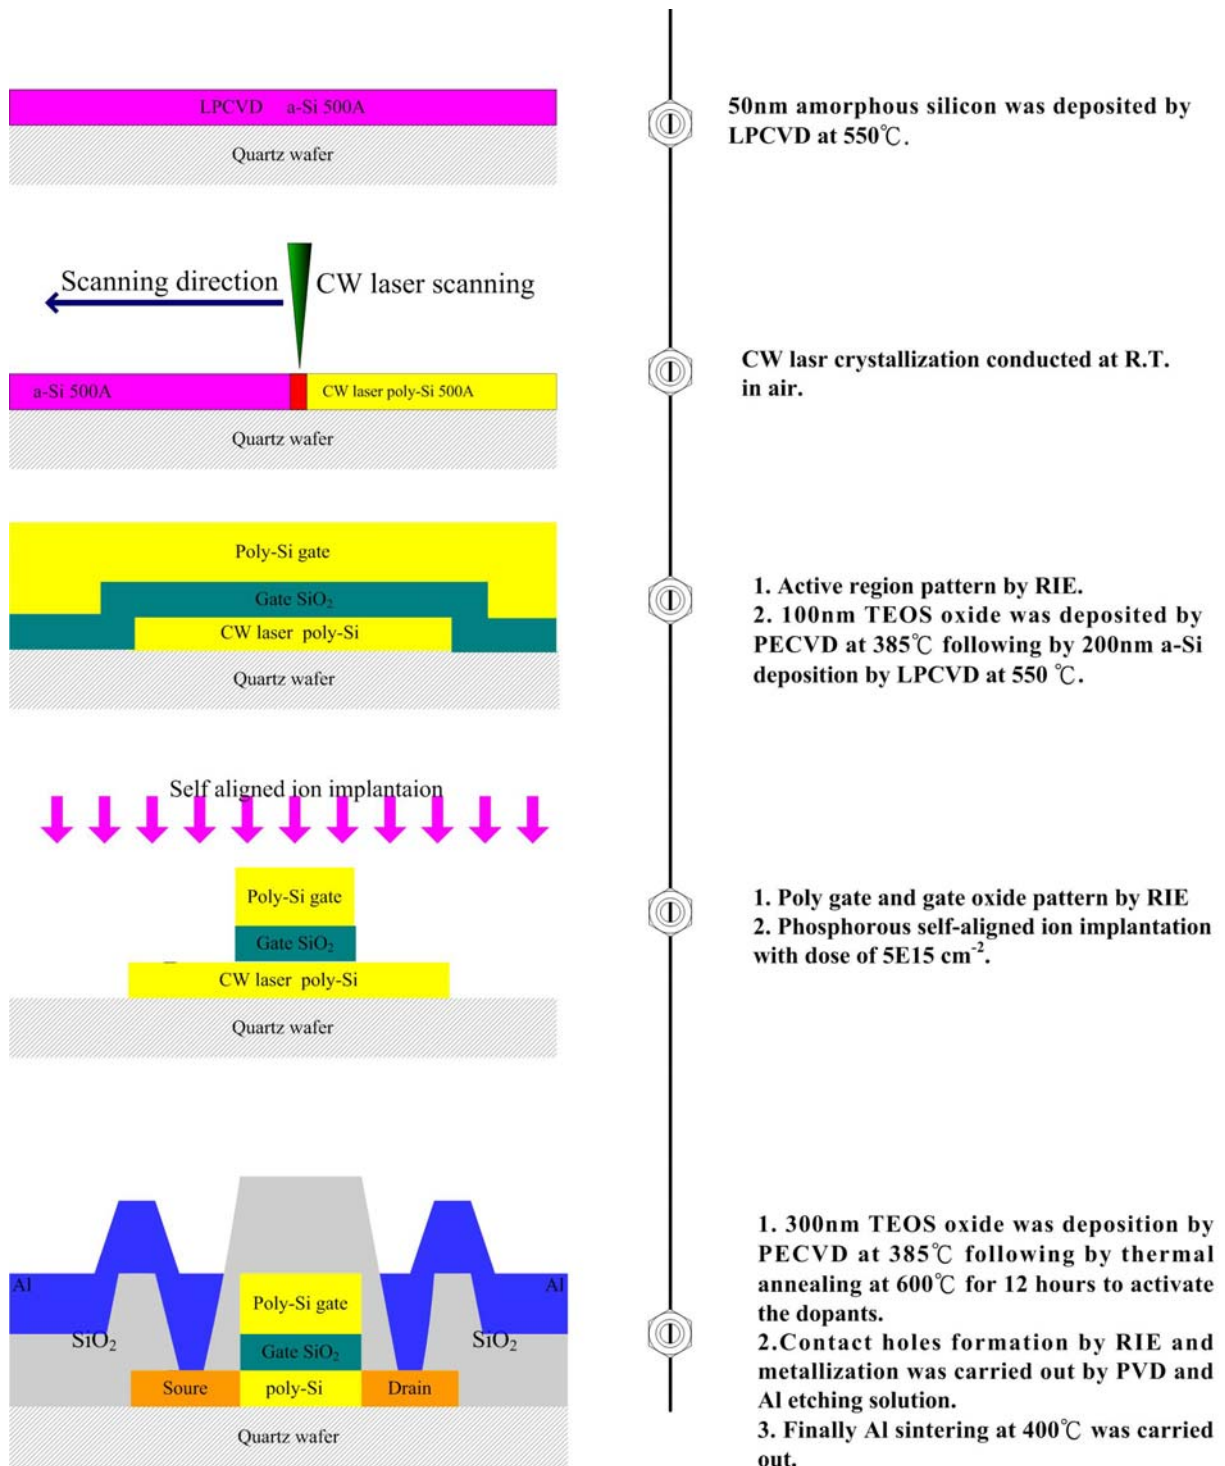 LPCVD a-Si 500A
Quartz wafer
50nm amorphous silicon was deposited by
LPCVD at 550℃.
Scanning direction
CW laser scanning
a-Si 500A
CW laser poly-Si 500A
Quartz wafer
CW lasr crystallization conducted at R.T.
in air.
Poly-Si gate
Gate SiO₂
CW laser poly-Si
Quartz wafer
1. Active region pattern by RIE.
2. 100nm TEOS oxide was deposited by
PECVD at 385℃ following by 200nm a-Si
deposition by LPCVD at 550 ℃.
Self aligned ion implantaion
Poly-Si gate
Gate SiO₂
CW laser poly-Si
Quartz wafer
1. Poly gate and gate oxide pattern by RIE
2. Phosphorous self-aligned ion implantation
with dose of 5E15 cm⁻².
Al
Al
Poly-Si gate
SiO₂
SiO₂
Gate SiO₂
Soure
poly-Si
Drain
Quartz wafer
1. 300nm TEOS oxide was deposition by
PECVD at 385℃ following by thermal
annealing at 600℃ for 12 hours to activate
the dopants.
2.Contact holes formation by RIE and
metallization was carried out by PVD and
Al etching solution.
3. Finally Al sintering at 400℃ was carried
out.